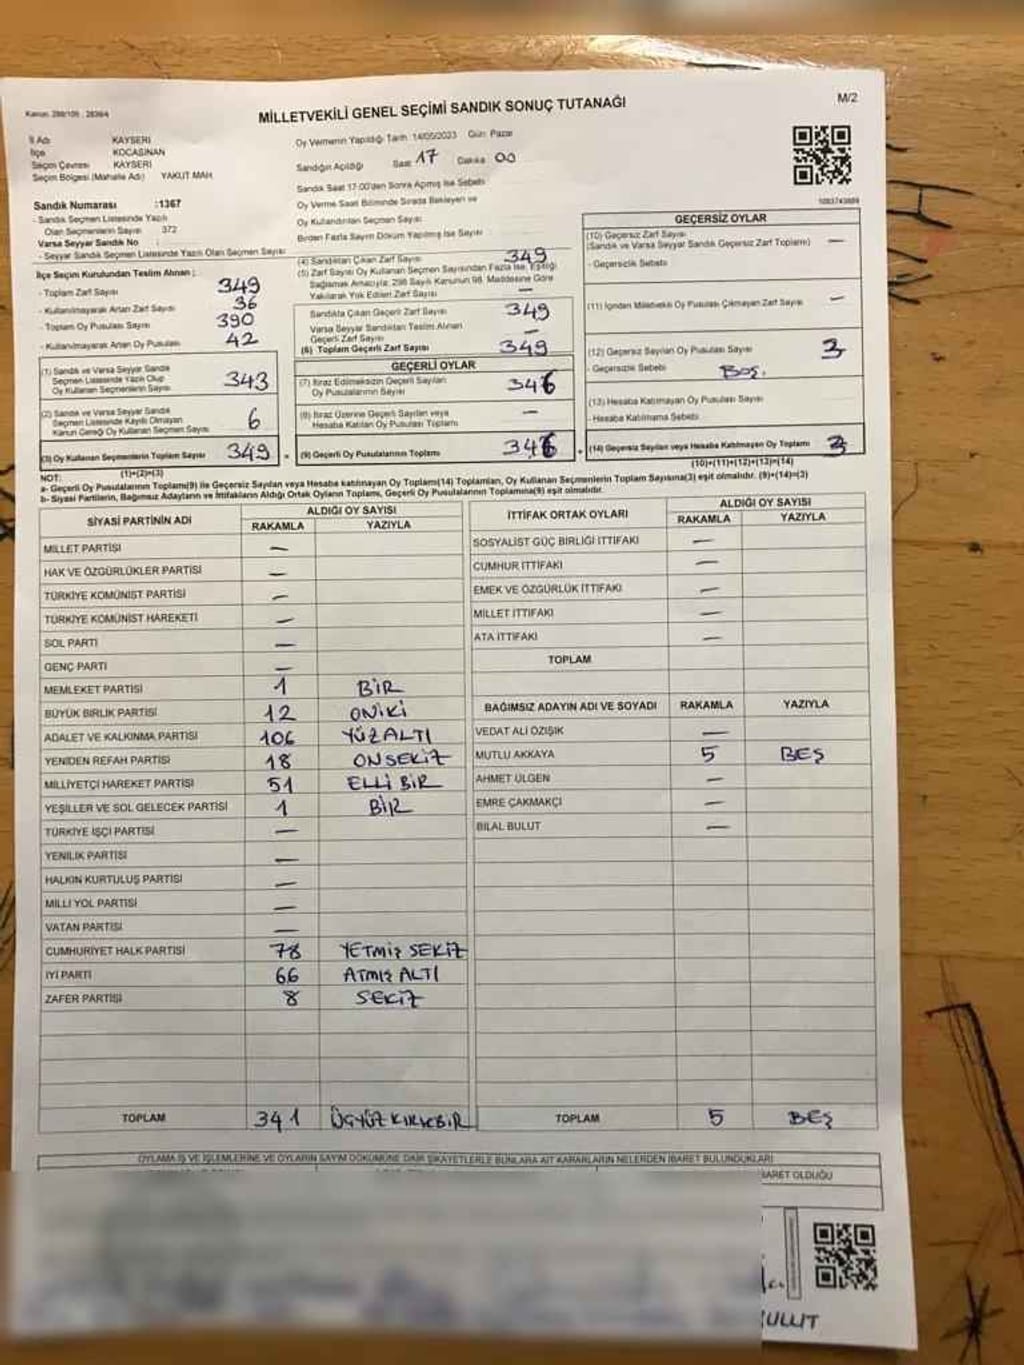 MİLLETVEKİLİ GENEL SEÇİMİ SANDIK SONUÇ TUTANAĞI
M/2
İl Adı KAYSERİ
İlçe KOCASİNAN
Seçim Çevresi KAYSERİ
Seçim Bölgesi (Mahalle Adı) YAKUT MAH
Sandık Numarası :1367
- Sandık Seçmen Listesinde Yazılı
Olan Seçmenlerin Sayısı 372
Varsa Seyyar Sandık No :
- Seyyar Sandık Seçmen Listesinde Yazılı Olan Seçmen Sayısı
İlçe Seçim Kurulundan Teslim Alınan ;
- Toplam Zarf Sayısı 349
- Kullanılmayarak Artan Zarf Sayısı 36
- Toplam Oy Pusulası Sayısı 390
- Kullanılmayarak Artan Oy Pusulası 42
(1) Sandık ve Varsa Seyyar Sandık
Seçmen Listesinde Yazılı Olup
Oy Kullanan Seçmenlerin Sayısı 343
(2) Sandık ve Varsa Seyyar Sandık
Seçmen Listesinde Kayıtlı Olmayan
Kanun Gereği Oy Kullanan Seçmen Sayısı 6
(3) Oy Kullanan Seçmenlerin Toplam Sayısı 349
(1)+(2)=(3)
Oy Vermenin Yapıldığı Tarih 14/05/2023 Gün: Pazar
Sandığın Açıldığı Saat 17 Dakika 00
Sandık Saat 17:00'den Sonra Açılmış İse Sebebi
Oy Verme Saati Bitiminde Sırada Bekleyen ve
Oy Kullandırılan Seçmen Sayısı
Birden Fazla Sayım Döküm Yapılmış İse Sayısı
(4) Sandıktan Çıkan Zarf Sayısı 349
(5) Zarf Sayısı Oy Kullanan Seçmen Sayısından Fazla İse, Eşitliği
Sağlamak Amacıyla, 298 Sayılı Kanunun 98. Maddesine Göre
Yakılarak Yok Edilen Zarf Sayısı —
Sandıkta Çıkan Geçerli Zarf Sayısı 349
Varsa Seyyar Sandıktan Teslim Alınan
Geçerli Zarf Sayısı —
(6) Toplam Geçerli Zarf Sayısı 349
GEÇERLİ OYLAR
(7) İtiraz Edilmeksizin Geçerli Sayılan
Oy Pusulalarının Sayısı 346
(8) İtiraz Üzerine Geçerli Sayılan veya
Hesaba Katılan Oy Pusulası Toplamı —
(9) Geçerli Oy Pusulalarının Toplamı 346
1083743889
GEÇERSİZ OYLAR
(10) Geçersiz Zarf Sayısı
(Sandık ve Varsa Seyyar Sandık Geçersiz Zarf Toplamı) —
- Geçersizlik Sebebi
(11) İçinden Milletvekili Oy Pusulası Çıkmayan Zarf Sayısı —
(12) Geçersiz Sayılan Oy Pusulası Sayısı 3
- Geçersizlik Sebebi BOŞ.
(13) Hesaba Katılmayan Oy Pusulası Sayısı
- Hesaba Katılmama Sebebi
(14) Geçersiz Sayılan veya Hesaba Katılmayan Oy Toplamı 3
(10)+(11)+(12)+(13)=(14)
NOT:
a- Geçerli Oy Pusulalarının Toplamı(9) ile Geçersiz Sayılan veya Hesaba katılmayan Oy Toplamı(14) Toplamları, Oy Kullanan Seçmenlerin Toplam Sayısına(3) eşit olmalıdır. (9)+(14)=(3)
b- Siyasi Partilerin, Bağımsız Adayların ve İttifakların Aldığı Ortak Oyların Toplamı, Geçerli Oy Pusulalarının Toplamına(9) eşit olmalıdır.
SİYASİ PARTİNİN ADI ALDIĞI OY SAYISI
RAKAMLA YAZIYLA
MİLLET PARTİSİ —
HAK VE ÖZGÜRLÜKLER PARTİSİ —
TÜRKİYE KOMÜNİST PARTİSİ —
TÜRKİYE KOMÜNİST HAREKETİ —
SOL PARTİ —
GENÇ PARTİ —
MEMLEKET PARTİSİ 1 BİR
BÜYÜK BİRLİK PARTİSİ 12 ONİKİ
ADALET VE KALKINMA PARTİSİ 106 YÜZALTI
YENİDEN REFAH PARTİSİ 18 ONSEKİZ
MİLLİYETÇİ HAREKET PARTİSİ 51 ELLİ BİR
YEŞİLLER VE SOL GELECEK PARTİSİ 1 BİR
TÜRKİYE İŞÇİ PARTİSİ —
YENİLİK PARTİSİ —
HALKIN KURTULUŞ PARTİSİ —
MİLLİ YOL PARTİSİ —
VATAN PARTİSİ —
CUMHURİYET HALK PARTİSİ 78 YETMİŞ SEKİZ
İYİ PARTİ 66 ATMIŞ ALTI
ZAFER PARTİSİ 8 SEKİZ
TOPLAM 341 ÜÇYÜZ KIRKBİR
İTTİFAK ORTAK OYLARI ALDIĞI OY SAYISI
RAKAMLA YAZIYLA
SOSYALİST GÜÇ BİRLİĞİ İTTİFAKI —
CUMHUR İTTİFAKI —
EMEK VE ÖZGÜRLÜK İTTİFAKI —
MİLLET İTTİFAKI —
ATA İTTİFAKI —
TOPLAM
BAĞIMSIZ ADAYIN ADI VE SOYADI RAKAMLA YAZIYLA
VEDAT ALİ ÖZIŞIK —
MUTLU AKKAYA 5 BEŞ
AHMET ÜLGEN —
EMRE ÇAKMAKÇI —
BİLAL BULUT —
TOPLAM 5 BEŞ
OYLAMA İŞ VE İŞLEMLERİNE VE OYLARIN SAYIM DÖKÜMÜNE DAİR ŞİKAYETLERLE BUNLARA AİT KARARLARIN NELERDEN İBARET BULUNDUKLARI
BARET OLDUĞU